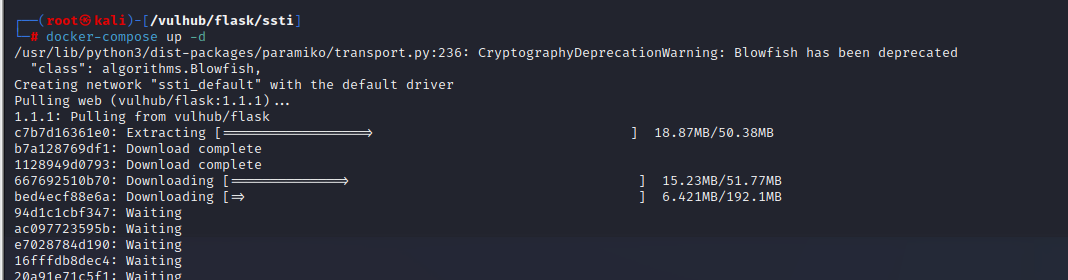 ┌──(root㉿kali)-[/vulhub/flask/ssti]
└─# docker-compose up -d
/usr/lib/python3/dist-packages/paramiko/transport.py:236: CryptographyDeprecationWarning: Blowfish has been deprecated
  "class": algorithms.Blowfish,
Creating network "ssti_default" with the default driver
Pulling web (vulhub/flask:1.1.1)...
1.1.1: Pulling from vulhub/flask
c7b7d16361e0: Extracting [==================>                                ]  18.87MB/50.38MB
b7a128769df1: Download complete
1128949d0793: Download complete
667692510b70: Downloading [==============>                                    ]  15.23MB/51.77MB
bed4ecf88e6a: Downloading [=>                                                 ]  6.421MB/192.1MB
94d1c1cbf347: Waiting
ac097723595b: Waiting
e7028784d190: Waiting
16fffdb8dec4: Waiting
20a91e71c5f1: Waiting